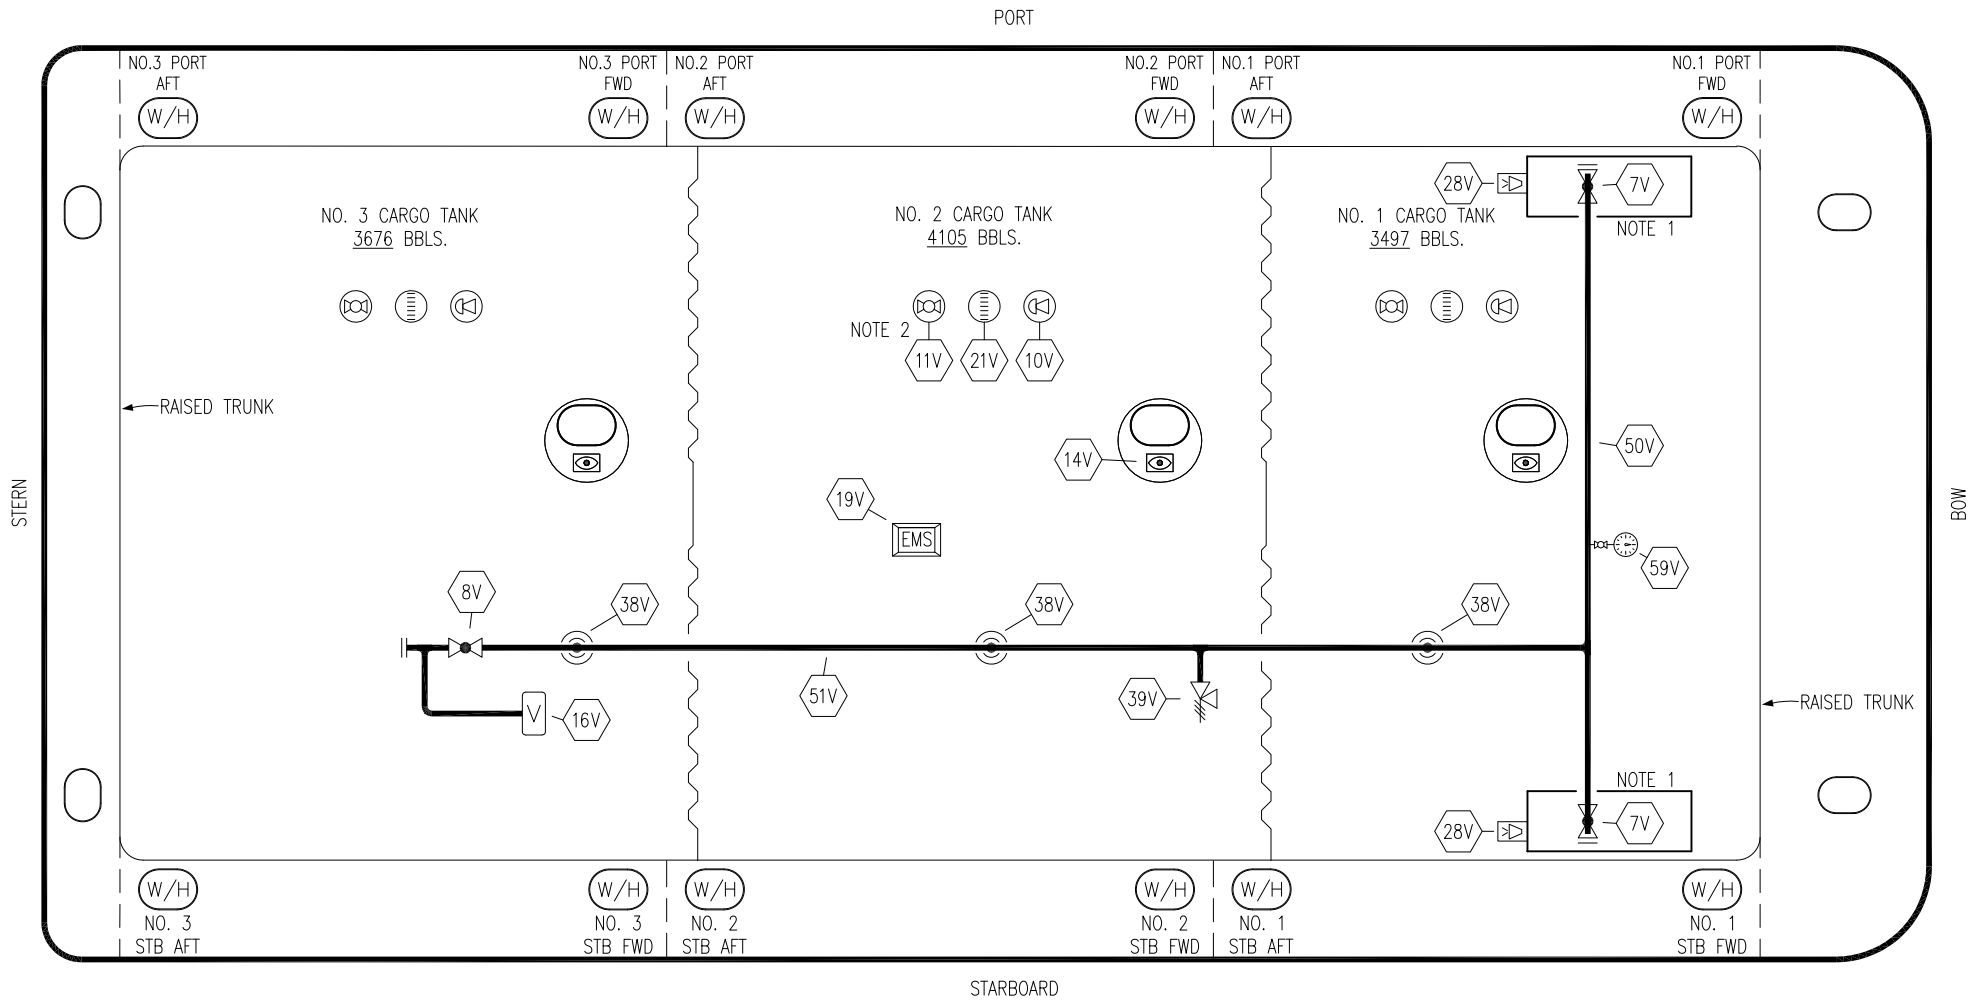 PORT
NO.3 PORT
AFT
W/H
NO.3 PORT
FWD
W/H
NO.2 PORT
AFT
W/H
NO.2 PORT
FWD
W/H
NO.1 PORT
AFT
W/H
NO.1 PORT
FWD
W/H
NO. 3 CARGO TANK
3676 BBLS.
NO. 2 CARGO TANK
4105 BBLS.
NO. 1 CARGO TANK
3497 BBLS.
28V
7V
NOTE 1
NOTE 2
11V
21V
10V
RAISED TRUNK
14V
50V
19V
EMS
STERN
BOW
59V
8V
38V
38V
38V
51V
39V
16V
RAISED TRUNK
NOTE 1
28V
7V
V
W/H
NO. 3
STB AFT
W/H
NO. 3
STB FWD
W/H
NO. 2
STB AFT
W/H
NO. 2
STB FWD
W/H
NO. 1
STB AFT
W/H
NO. 1
STB FWD
STARBOARD